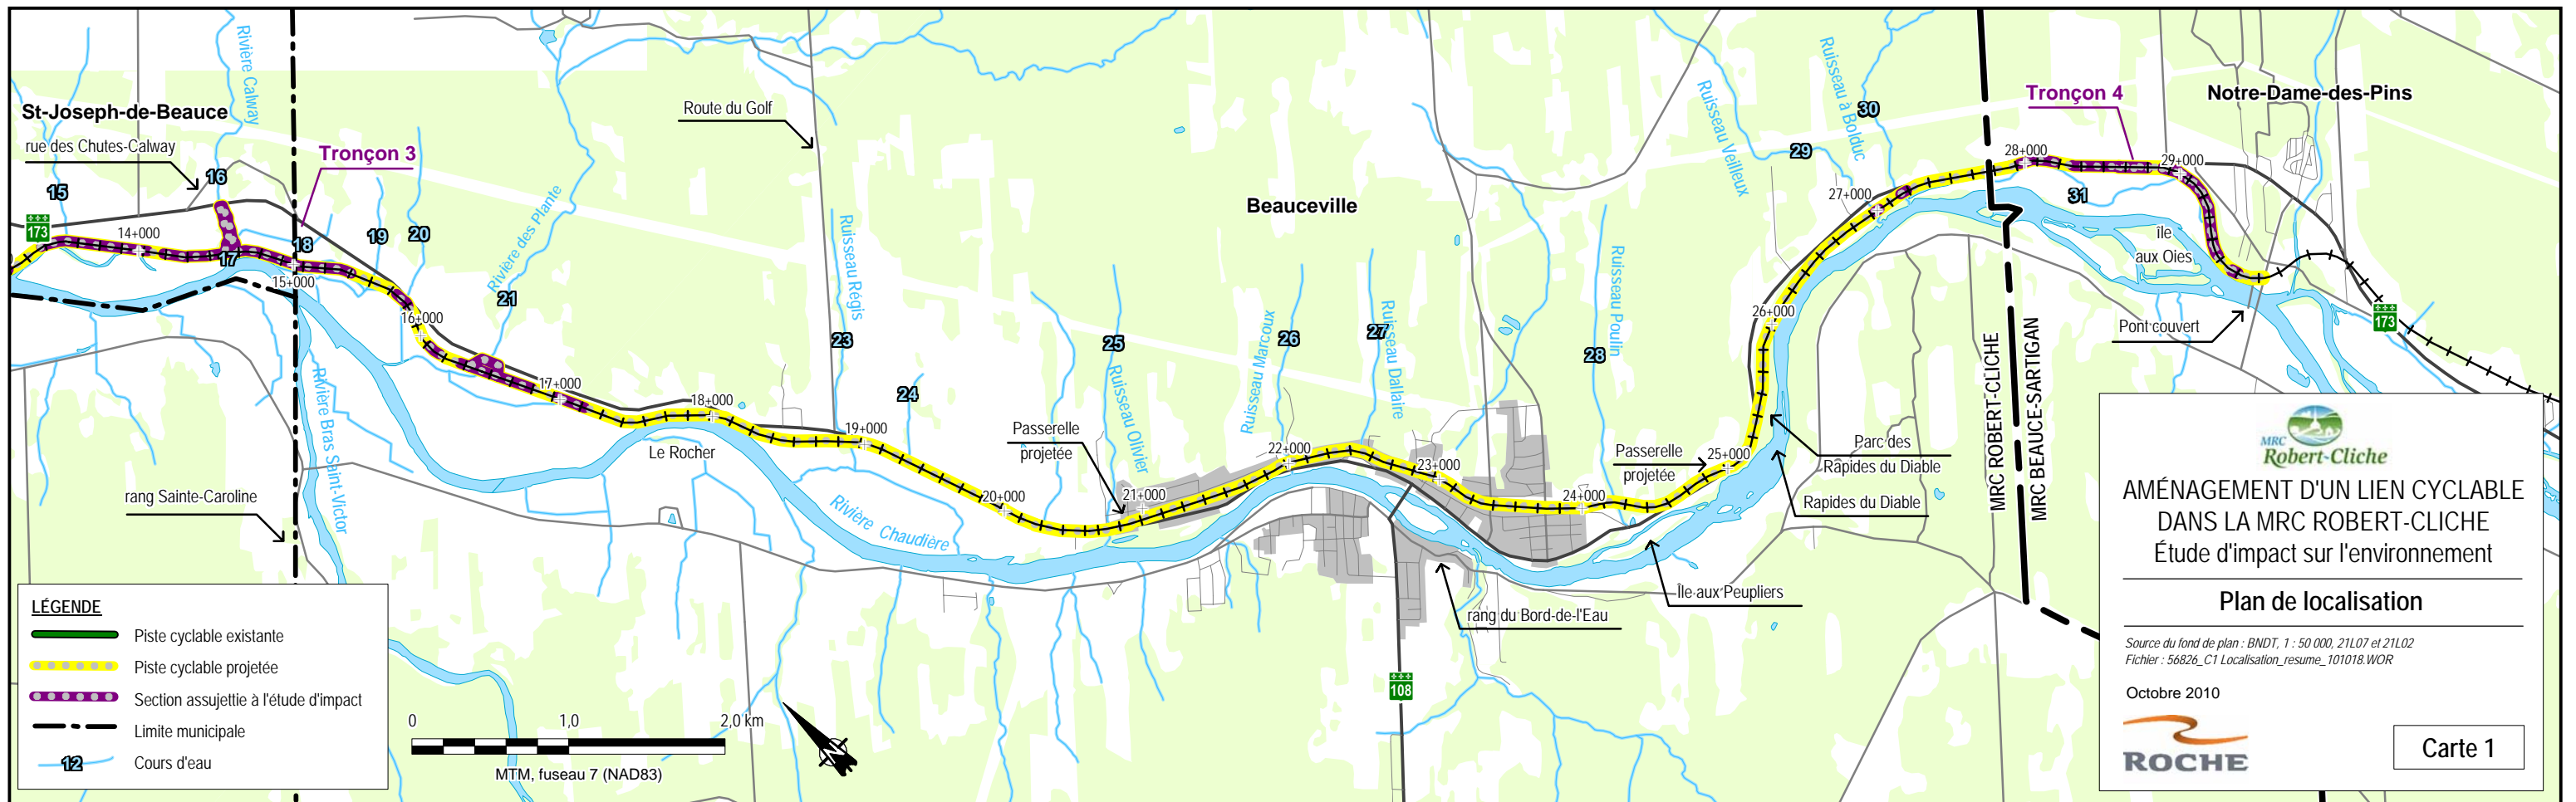 St-Joseph-de-Beauce
rue des Chutes-Calway
Rivière Calway
15
16
173
14+000
17
18
15+000
Tronçon 3
19
20
16+000
Rivière des Plante
21
17+000
Rivière Bras Saint-Victor
rang Sainte-Caroline
Route du Golf
Ruisseau Régis
23
24
18+000
Le Rocher
19+000
20+000
Rivière Chaudière
Passerelle
projetée
25
Ruisseau Olivier
21+000
Beauceville
Ruisseau Marcoux
26
22+000
27
Ruisseau Dallaire
23+000
28
Ruisseau Poulin
24+000
Passerelle
projetée
25+000
Île aux Peupliers
rang du Bord-de-l'Eau
108
Parc des
Rapides du Diable
Rapides du Diable
26+000
Ruisseau Veilleux
29
Ruisseau à Bolduc
30
27+000
MRC ROBERT-CLICHE
MRC BEAUCE-SARTIGAN
28+000
Tronçon 4
29+000
31
Notre-Dame-des-Pins
île
aux Oies
Pont couvert
173
LÉGENDE
Piste cyclable existante
Piste cyclable projetée
Section assujettie à l'étude d'impact
Limite municipale
12
Cours d'eau
0 1,0 2,0 km
MTM, fuseau 7 (NAD83)
N
MRC
Robert-Cliche
AMÉNAGEMENT D'UN LIEN CYCLABLE
DANS LA MRC ROBERT-CLICHE
Étude d'impact sur l'environnement
Plan de localisation
Source du fond de plan : BNDT, 1 : 50 000, 21L07 et 21L02
Fichier : 56826_C1 Localisation_resume_101018.WOR
Octobre 2010
ROCHE
Carte 1